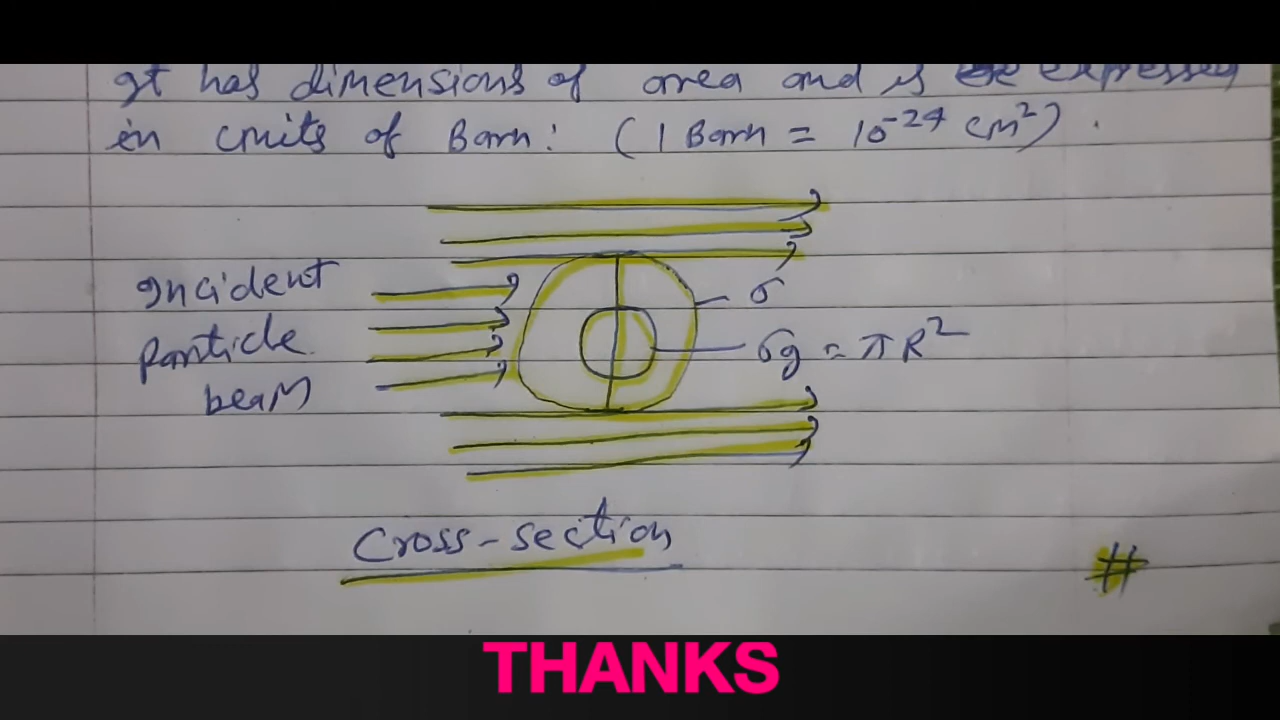 It has dimensions of area and is expressed
in units of Barn: (1 Barn = 10⁻²⁴ cm²).
Incident
Particle
beam
σ
σg = πR²
Cross-section
#
THANKS